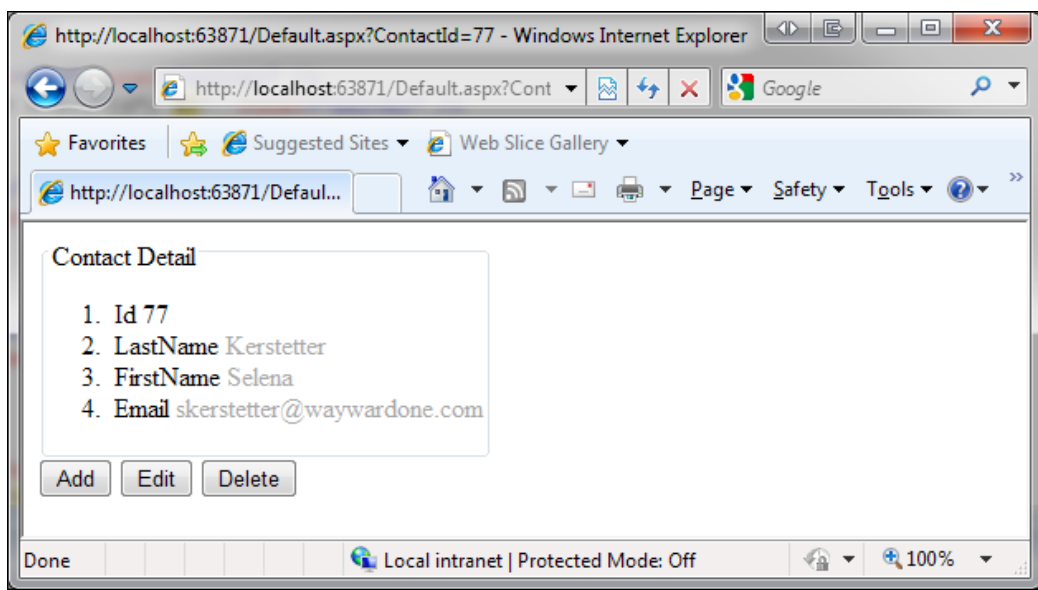 http://localhost:63871/Default.aspx?ContactId=77 - Windows Internet Explorer
http://localhost:63871/Default.aspx?Cont
Google
Favorites
Suggested Sites
Web Slice Gallery
http://localhost:63871/Defaul...
Page
Safety
Tools
»
Contact Detail
1. Id 77
2. LastName Kerstetter
3. FirstName Selena
4. Email skerstetter@waywardone.com
Add
Edit
Delete
Done
Local intranet | Protected Mode: Off
100%